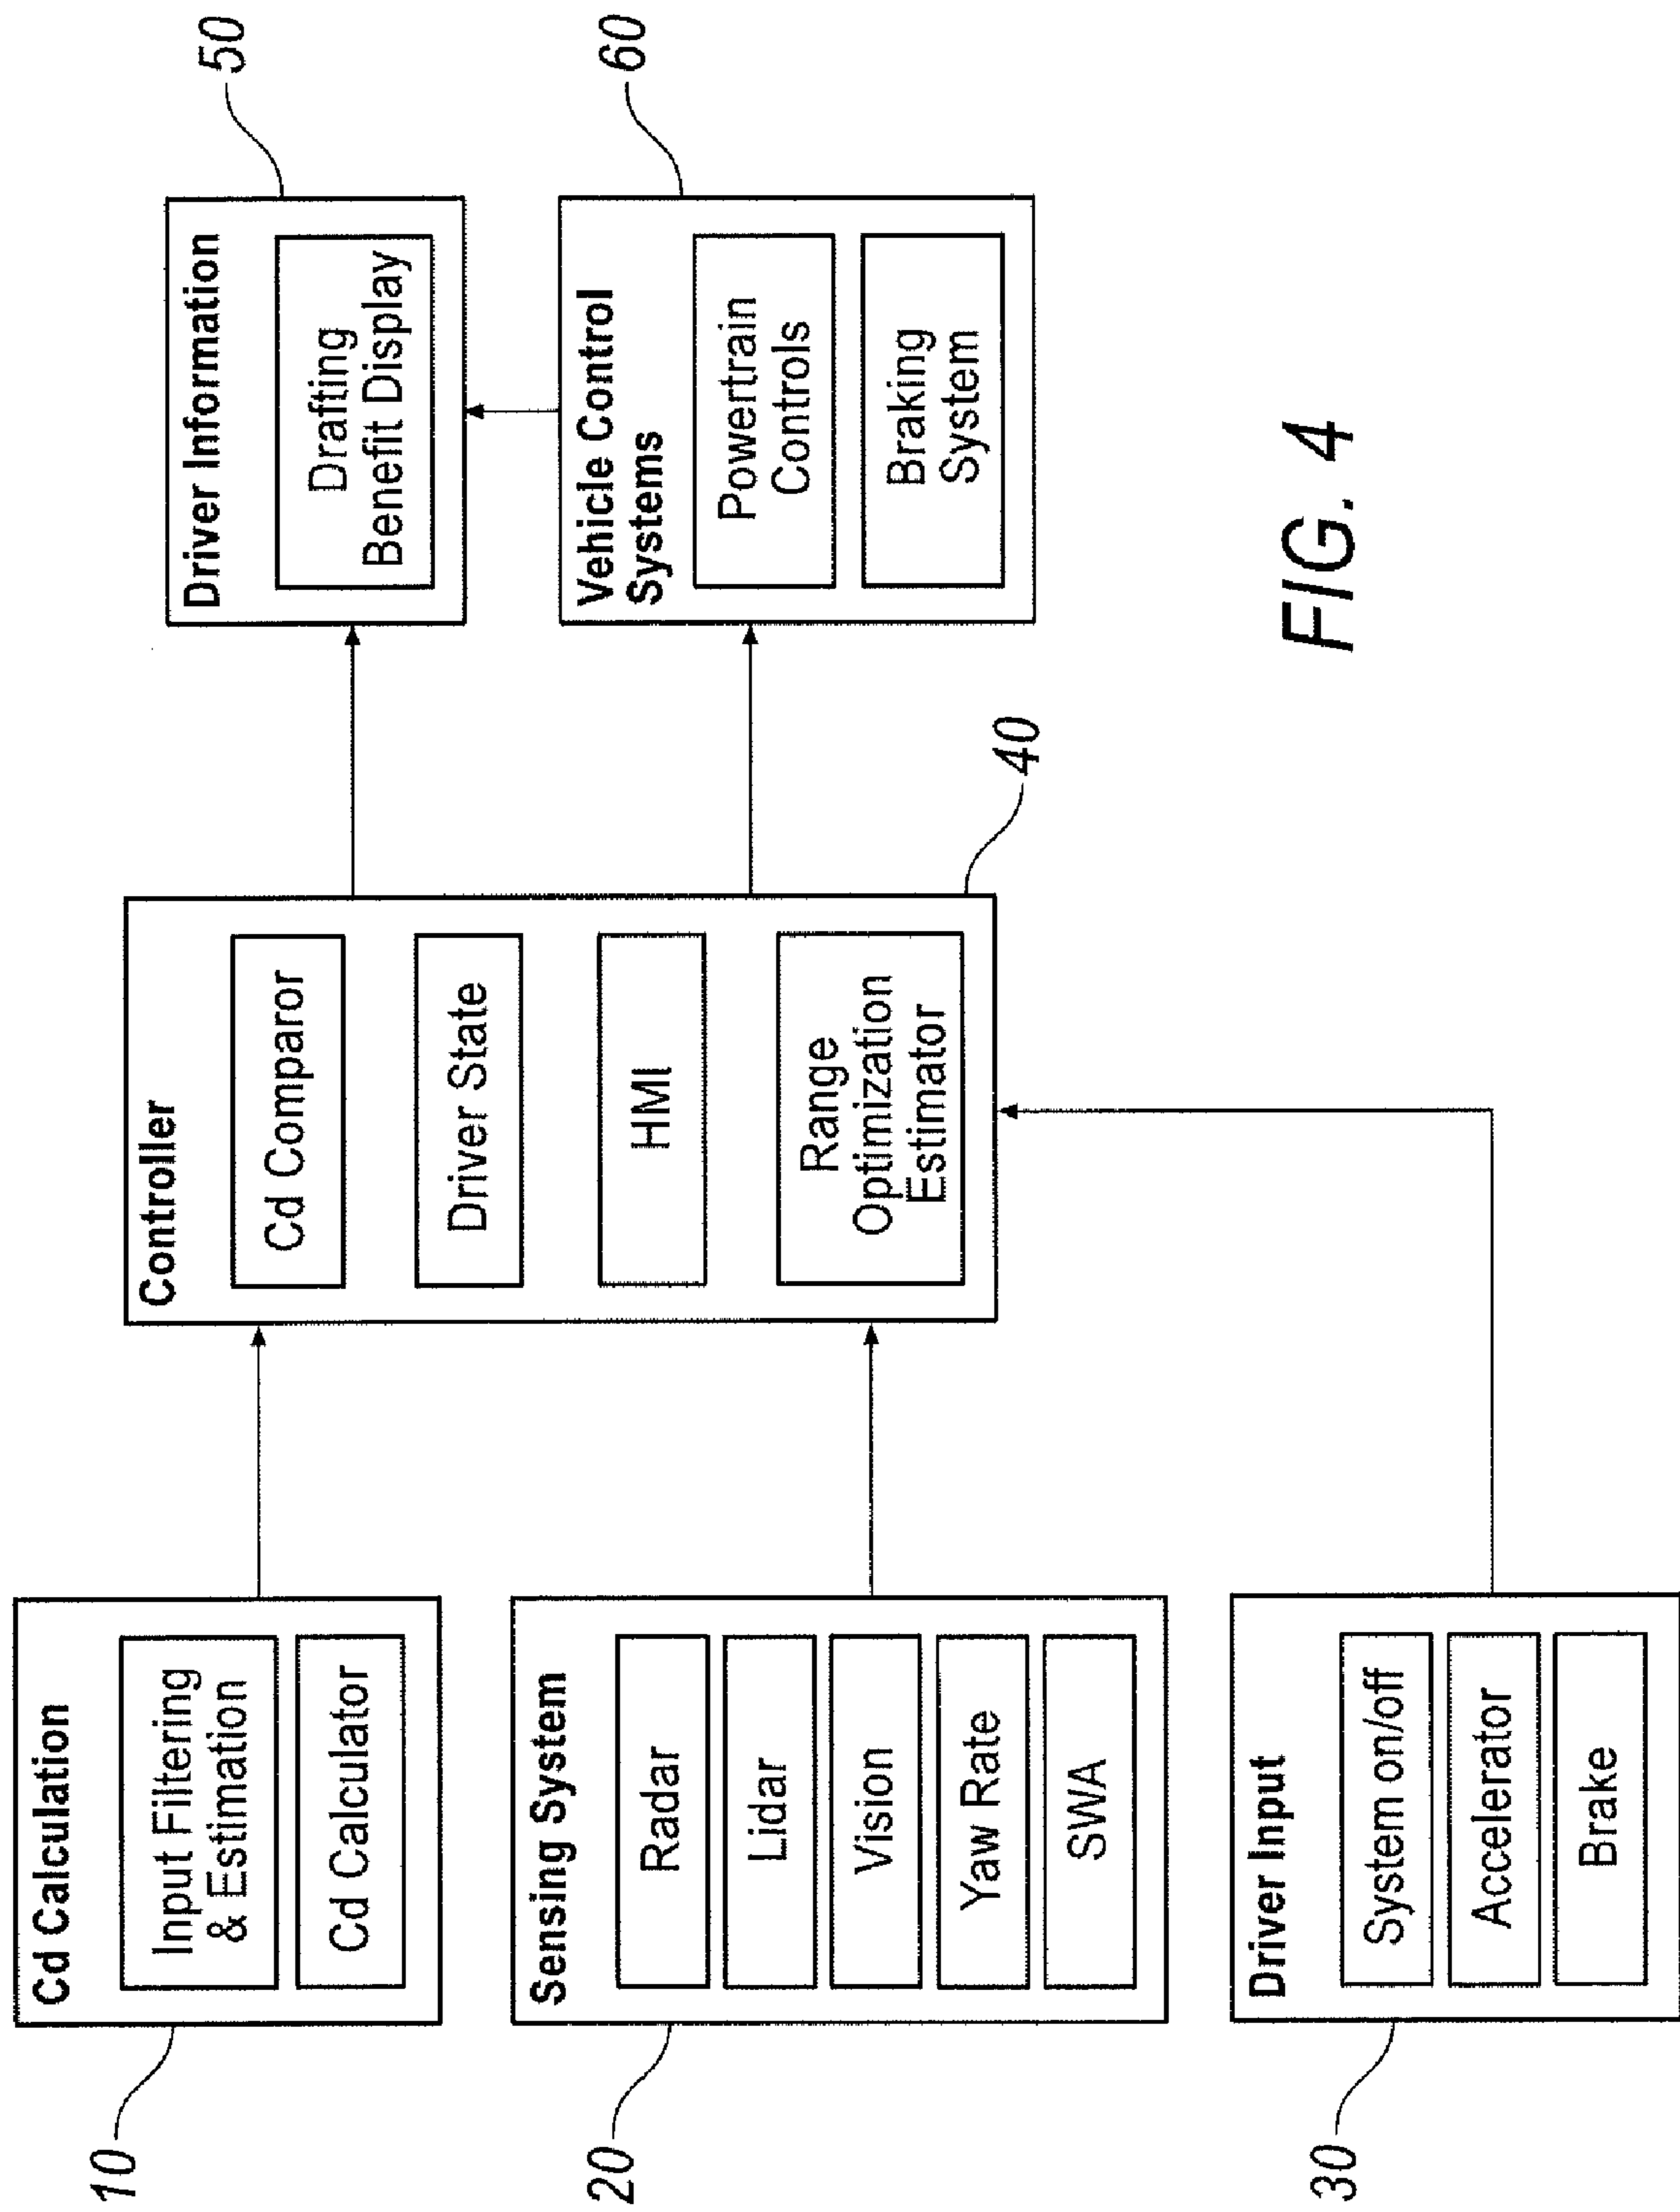 Cd Calculation
Input Filtering
& Estimation
Cd Calculator
10
Sensing System
Radar
Lidar
Vision
Yaw Rate
SWA
20
Driver Input
System on/off
Accelerator
Brake
30
Controller
Cd Comparor
Driver State
HMI
Range
Optimization
Estimator
40
Driver Information
Drafting
Benefit Display
50
Vehicle Control
Systems
Powertrain
Controls
Braking
System
60
FIG. 4